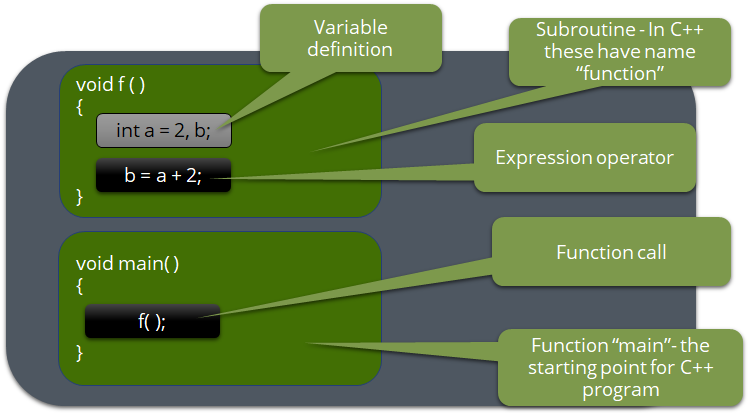 Variable
definition
Subroutine - In C++
these have name
“function”
void f ( )
{
int a = 2, b;
b = a + 2;
}
Expression operator
void main( )
{
f( );
}
Function call
Function “main”- the
starting point for C++
program